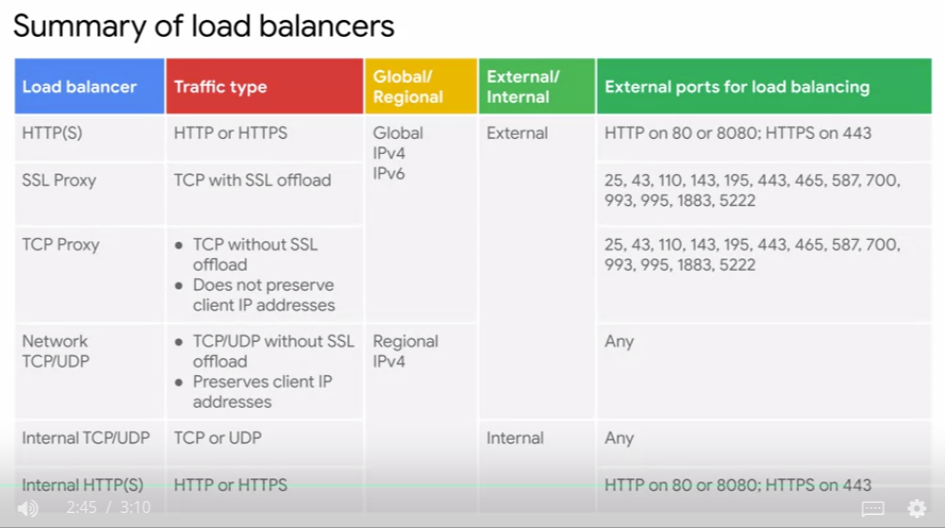 Summary of load balancers
Load balancer
Traffic type
Global/
Regional
External/
Internal
External ports for load balancing
HTTP(S)
HTTP or HTTPS
Global
IPv4
IPv6
External
HTTP on 80 or 8080; HTTPS on 443
SSL Proxy
TCP with SSL offload
25, 43, 110, 143, 195, 443, 465, 587, 700,
993, 995, 1883, 5222
TCP Proxy
● TCP without SSL
offload
● Does not preserve
client IP addresses
25, 43, 110, 143, 195, 443, 465, 587, 700,
993, 995, 1883, 5222
Network
TCP/UDP
● TCP/UDP without SSL
offload
● Preserves client IP
addresses
Regional
IPv4
Any
Internal TCP/UDP
TCP or UDP
Internal
Any
Internal HTTP(S)
HTTP or HTTPS
HTTP on 80 or 8080; HTTPS on 443
2:45 / 3:10